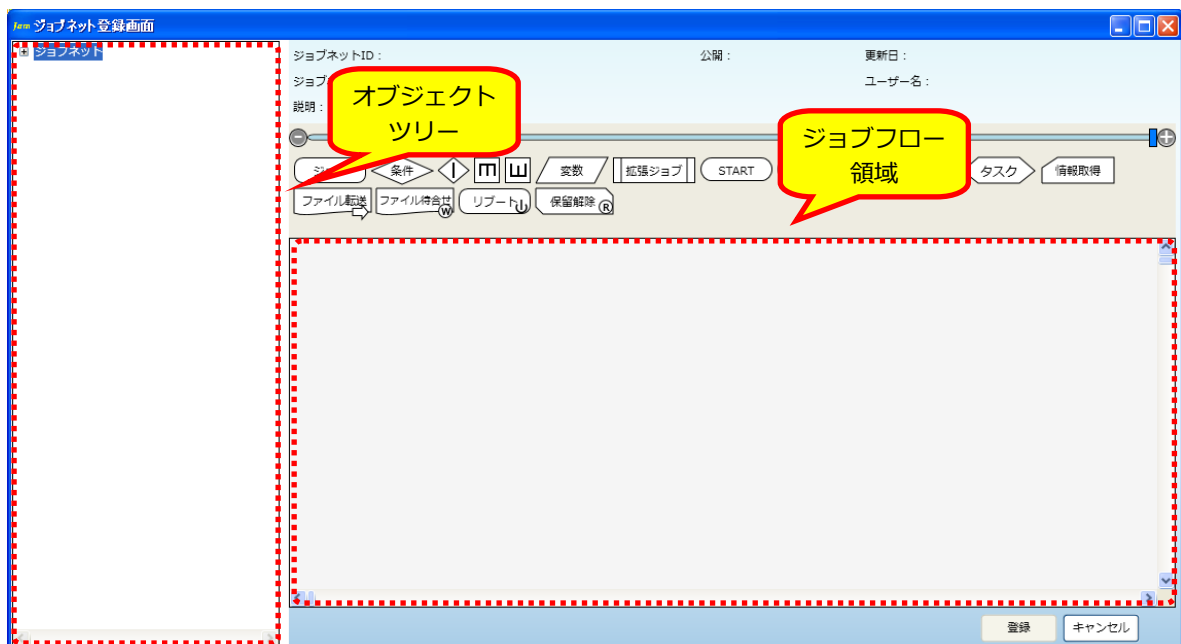 Jam ジョブネット登録画面
ジョブネット
ジョブネットID :
公開 :
更新日 :
ユーザー名 :
説明 :
オブジェクト
ツリー
ジョブフロー
領域
条件
変数
拡張ジョブ
START
タスク
情報取得
ファイル転送
ファイル待合せ
W
リブート
保留解除
R
登録
キャンセル